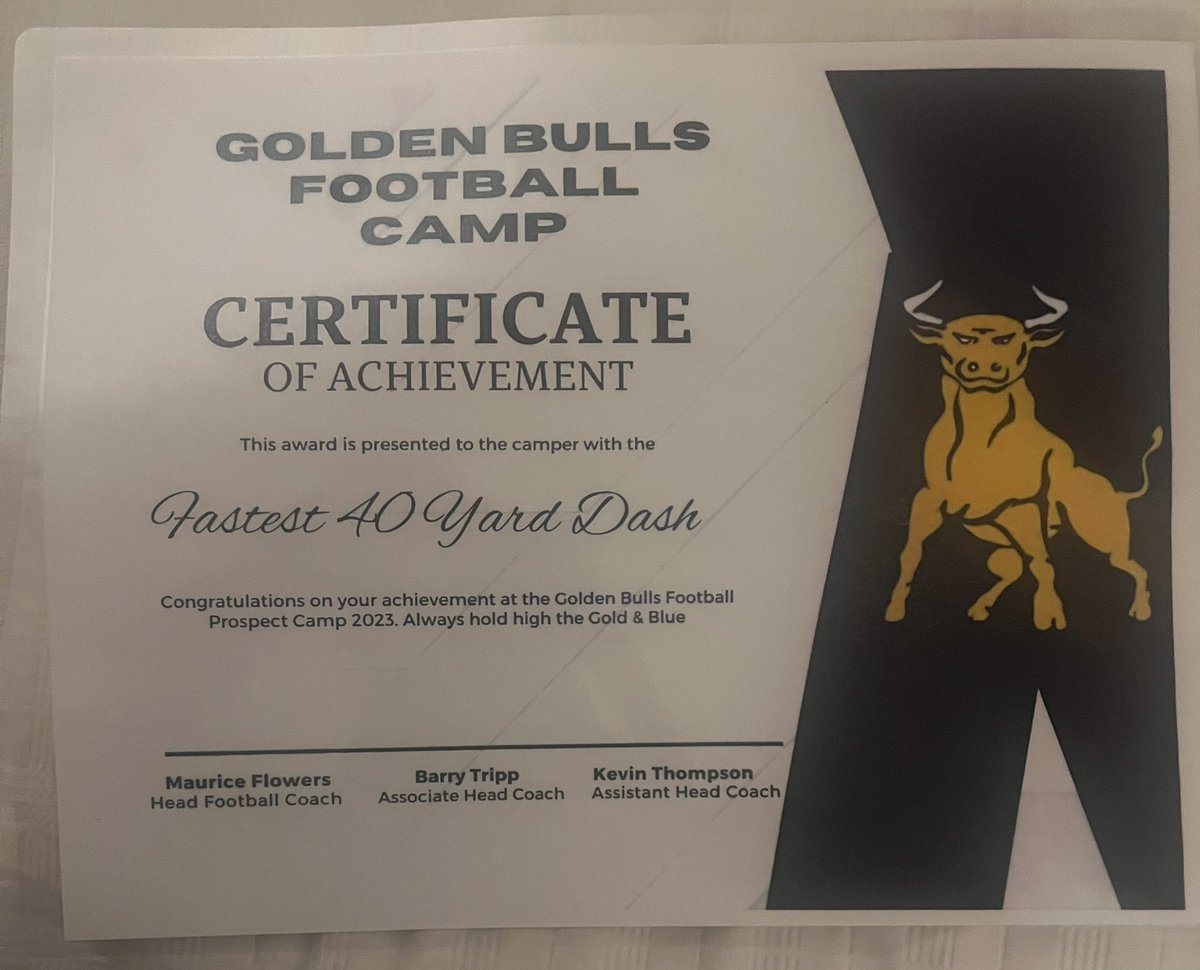 GOLDEN BULLS
FOOTBALL
CAMP
CERTIFICATE
OF ACHIEVEMENT
This award is presented to the camper with the
Fastest 40 Yard Dash
Congratulations on your achievement at the Golden Bulls Football
Prospect Camp 2023. Always hold high the Gold & Blue
Maurice Flowers
Head Football Coach
Barry Tripp
Associate Head Coach
Kevin Thompson
Assistant Head Coach